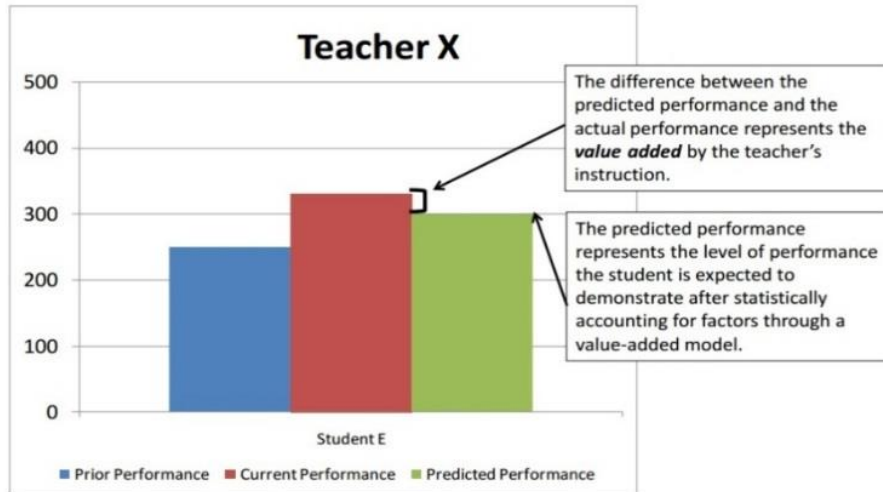 Teacher X
500
400
300
200
100
0
Student E
Prior Performance
Current Performance
Predicted Performance
The difference between the
predicted performance and the
actual performance represents the
value added by the teacher's
instruction.
The predicted performance
represents the level of performance
the student is expected to
demonstrate after statistically
accounting for factors through a
value-added model.